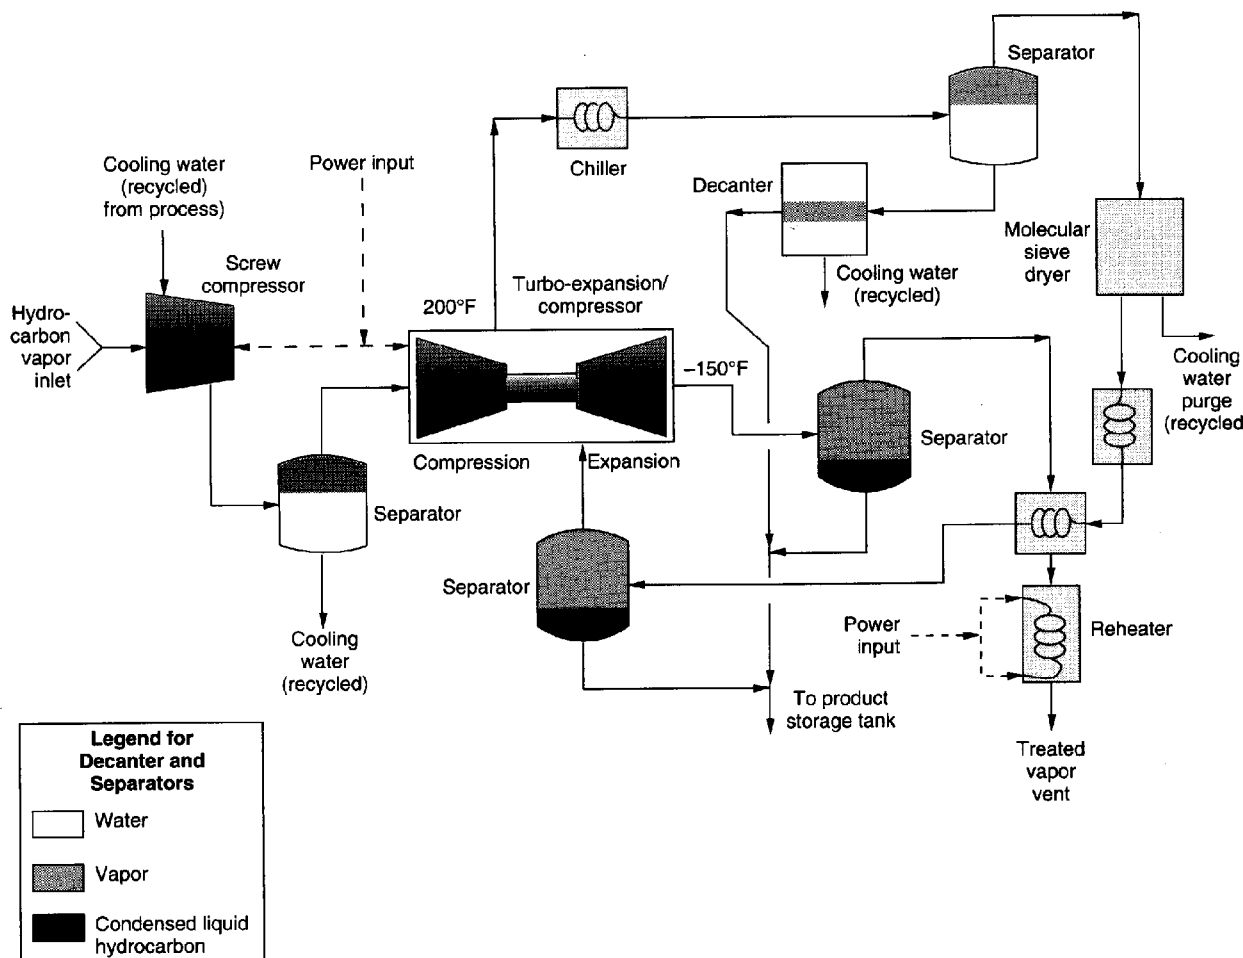 Separator
Chiller
Cooling water
(recycled)
from process)
Power input
Decanter
Molecular
sieve
dryer
Screw
compressor
Turbo-expansion/
compressor
200°F
Cooling water
(recycled)
Hydro-
carbon
vapor
inlet
–150°F
Cooling
water
purge
(recycled
Separator
Compression
Expansion
Separator
Separator
Cooling
water
(recycled)
Power
input
Reheater
To product
storage tank
Treated
vapor
vent
Legend for
Decanter and
Separators
Water
Vapor
Condensed liquid
hydrocarbon